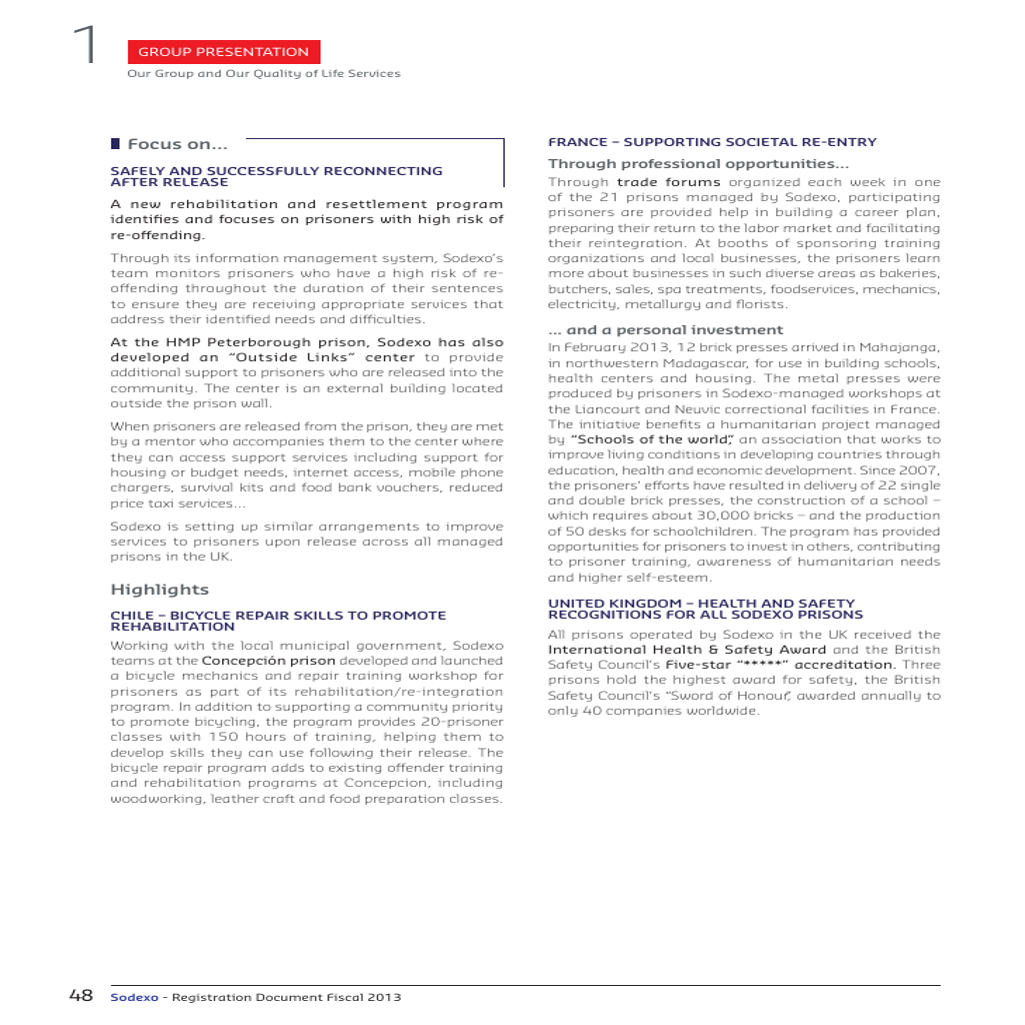 1
GROUP PRESENTATION
Our Group and Our Quality of Life Services
Focus on...
SAFELY AND SUCCESSFULLY RECONNECTING
AFTER RELEASE
A new rehabilitation and resettlement program
identifies and focuses on prisoners with high risk of
re-offending.
Through its information management system, Sodexo's
team monitors prisoners who have a high risk of re-
offending throughout the duration of their sentences
to ensure they are receiving appropriate services that
address their identified needs and difficulties.
At the HMP Peterborough prison, Sodexo has also
developed an “Outside Links” center to provide
additional support to prisoners who are released into the
community. The center is an external building located
outside the prison wall.
When prisoners are released from the prison, they are met
by a mentor who accompanies them to the center where
they can access support services including support for
housing or budget needs, internet access, mobile phone
chargers, survival kits and food bank vouchers, reduced
price taxi services...
Sodexo is setting up similar arrangements to improve
services to prisoners upon release across all managed
prisons in the UK.
Highlights
CHILE – BICYCLE REPAIR SKILLS TO PROMOTE
REHABILITATION
Working with the local municipal government, Sodexo
teams at the Concepción prison developed and launched
a bicycle mechanics and repair training workshop for
prisoners as part of its rehabilitation/re-integration
program. In addition to supporting a community priority
to promote bicycling, the program provides 20-prisoner
classes with 150 hours of training, helping them to
develop skills they can use following their release. The
bicycle repair program adds to existing offender training
and rehabilitation programs at Concepcion, including
woodworking, leather craft and food preparation classes.
FRANCE – SUPPORTING SOCIETAL RE-ENTRY
Through professional opportunities...
Through trade forums organized each week in one
of the 21 prisons managed by Sodexo, participating
prisoners are provided help in building a career plan,
preparing their return to the labor market and facilitating
their reintegration. At booths of sponsoring training
organizations and local businesses, the prisoners learn
more about businesses in such diverse areas as bakeries,
butchers, sales, spa treatments, foodservices, mechanics,
electricity, metallurgy and florists.
... and a personal investment
In February 2013, 12 brick presses arrived in Mahajanga,
in northwestern Madagascar, for use in building schools,
health centers and housing. The metal presses were
produced by prisoners in Sodexo-managed workshops at
the Liancourt and Neuvic correctional facilities in France.
The initiative benefits a humanitarian project managed
by “Schools of the world”, an association that works to
improve living conditions in developing countries through
education, health and economic development. Since 2007,
the prisoners' efforts have resulted in delivery of 22 single
and double brick presses, the construction of a school –
which requires about 30,000 bricks – and the production
of 50 desks for schoolchildren. The program has provided
opportunities for prisoners to invest in others, contributing
to prisoner training, awareness of humanitarian needs
and higher self-esteem.
UNITED KINGDOM – HEALTH AND SAFETY
RECOGNITIONS FOR ALL SODEXO PRISONS
All prisons operated by Sodexo in the UK received the
International Health & Safety Award and the British
Safety Council's Five-star “*****” accreditation. Three
prisons hold the highest award for safety, the British
Safety Council's “Sword of Honour”, awarded annually to
only 40 companies worldwide.
48 Sodexo - Registration Document Fiscal 2013